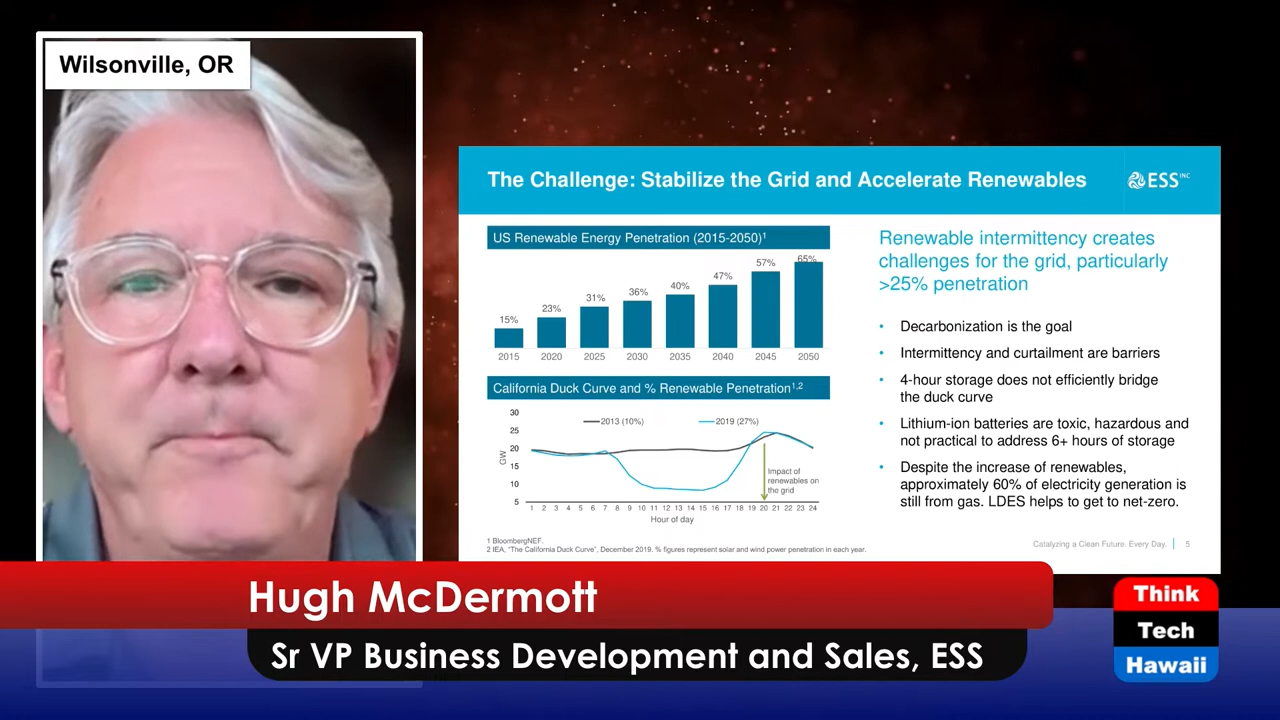 Wilsonville, OR
The Challenge: Stabilize the Grid and Accelerate Renewables
ESS INC
US Renewable Energy Penetration (2015-2050)¹
15%
23%
31%
36%
40%
47%
57%
65%
2015 2020 2025 2030 2035 2040 2045 2050
California Duck Curve and % Renewable Penetration¹,²
2013 (10%)
2019 (27%)
30
25
20
15
10
5
GW
Impact of
renewables on
the grid
1 2 3 4 5 6 7 8 9 10 11 12 13 14 15 16 17 18 19 20 21 22 23 24
Hour of day
1 BloombergNEF.
2 IEA, "The California Duck Curve", December 2019. % figures represent solar and wind power penetration in each year.
Renewable intermittency creates
challenges for the grid, particularly
>25% penetration
• Decarbonization is the goal
• Intermittency and curtailment are barriers
• 4-hour storage does not efficiently bridge
the duck curve
• Lithium-ion batteries are toxic, hazardous and
not practical to address 6+ hours of storage
• Despite the increase of renewables,
approximately 60% of electricity generation is
still from gas. LDES helps to get to net-zero.
Catalyzing a Clean Future. Every Day. | 5
Hugh McDermott
Sr VP Business Development and Sales, ESS
Think
Tech
Hawaii